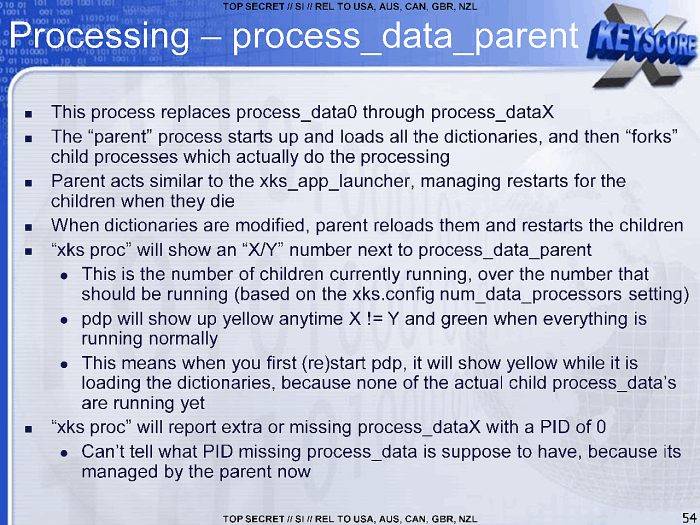 TOP SECRET // SI // REL TO USA, AUS, CAN, GBR, NZL
Processing – process_data_parent
X
KEYSCORE
■ This process replaces process_data0 through process_dataX
■ The “parent” process starts up and loads all the dictionaries, and then “forks”
child processes which actually do the processing
■ Parent acts similar to the xks_app_launcher, managing restarts for the
children when they die
■ When dictionaries are modified, parent reloads them and restarts the children
■ “xks proc” will show an “X/Y” number next to process_data_parent
● This is the number of children currently running, over the number that
should be running (based on the xks.config num_data_processors setting)
● pdp will show up yellow anytime X != Y and green when everything is
running normally
● This means when you first (re)start pdp, it will show yellow while it is
loading the dictionaries, because none of the actual child process_data’s
are running yet
■ “xks proc” will report extra or missing process_dataX with a PID of 0
● Can’t tell what PID missing process_data is suppose to have, because its
managed by the parent now
TOP SECRET // SI // REL TO USA, AUS, CAN, GBR, NZL
54